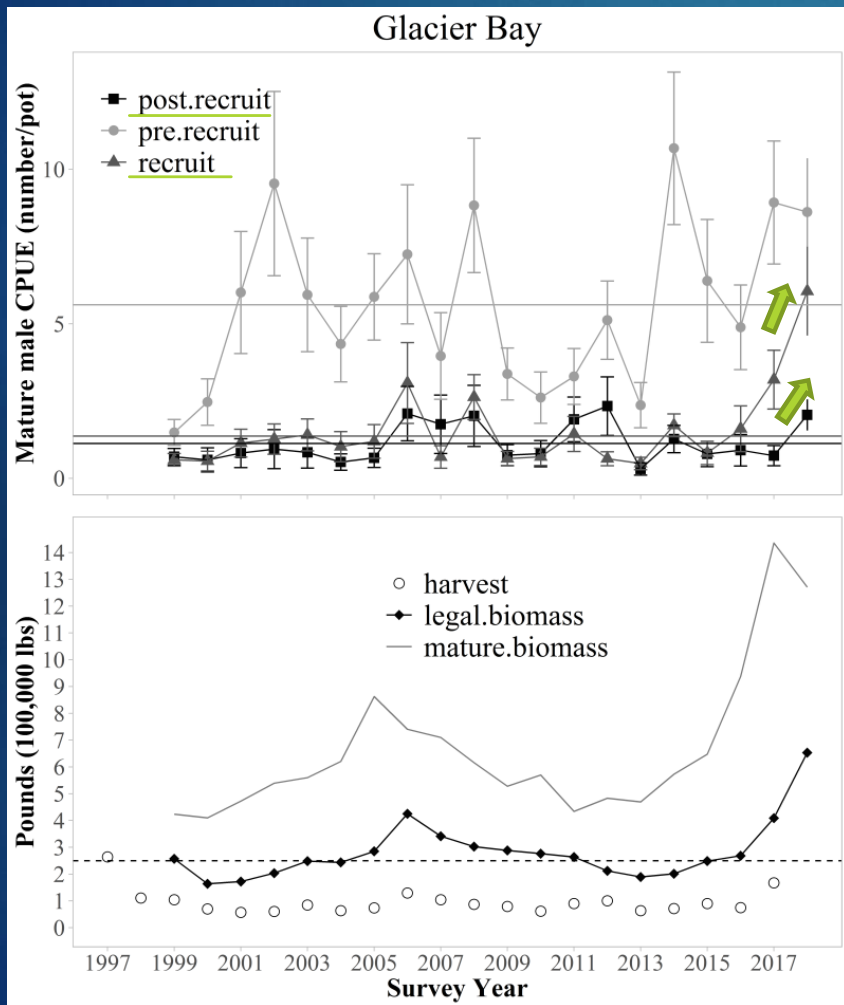 Glacier Bay
post.recruit
pre.recruit
recruit
Mature male CPUE (number/pot)
10
5
0
harvest
legal.biomass
mature.biomass
Pounds (100,000 lbs)
14
13
12
11
10
9
8
7
6
5
4
3
2
1
0
1997 1999 2001 2003 2005 2007 2009 2011 2013 2015 2017
Survey Year